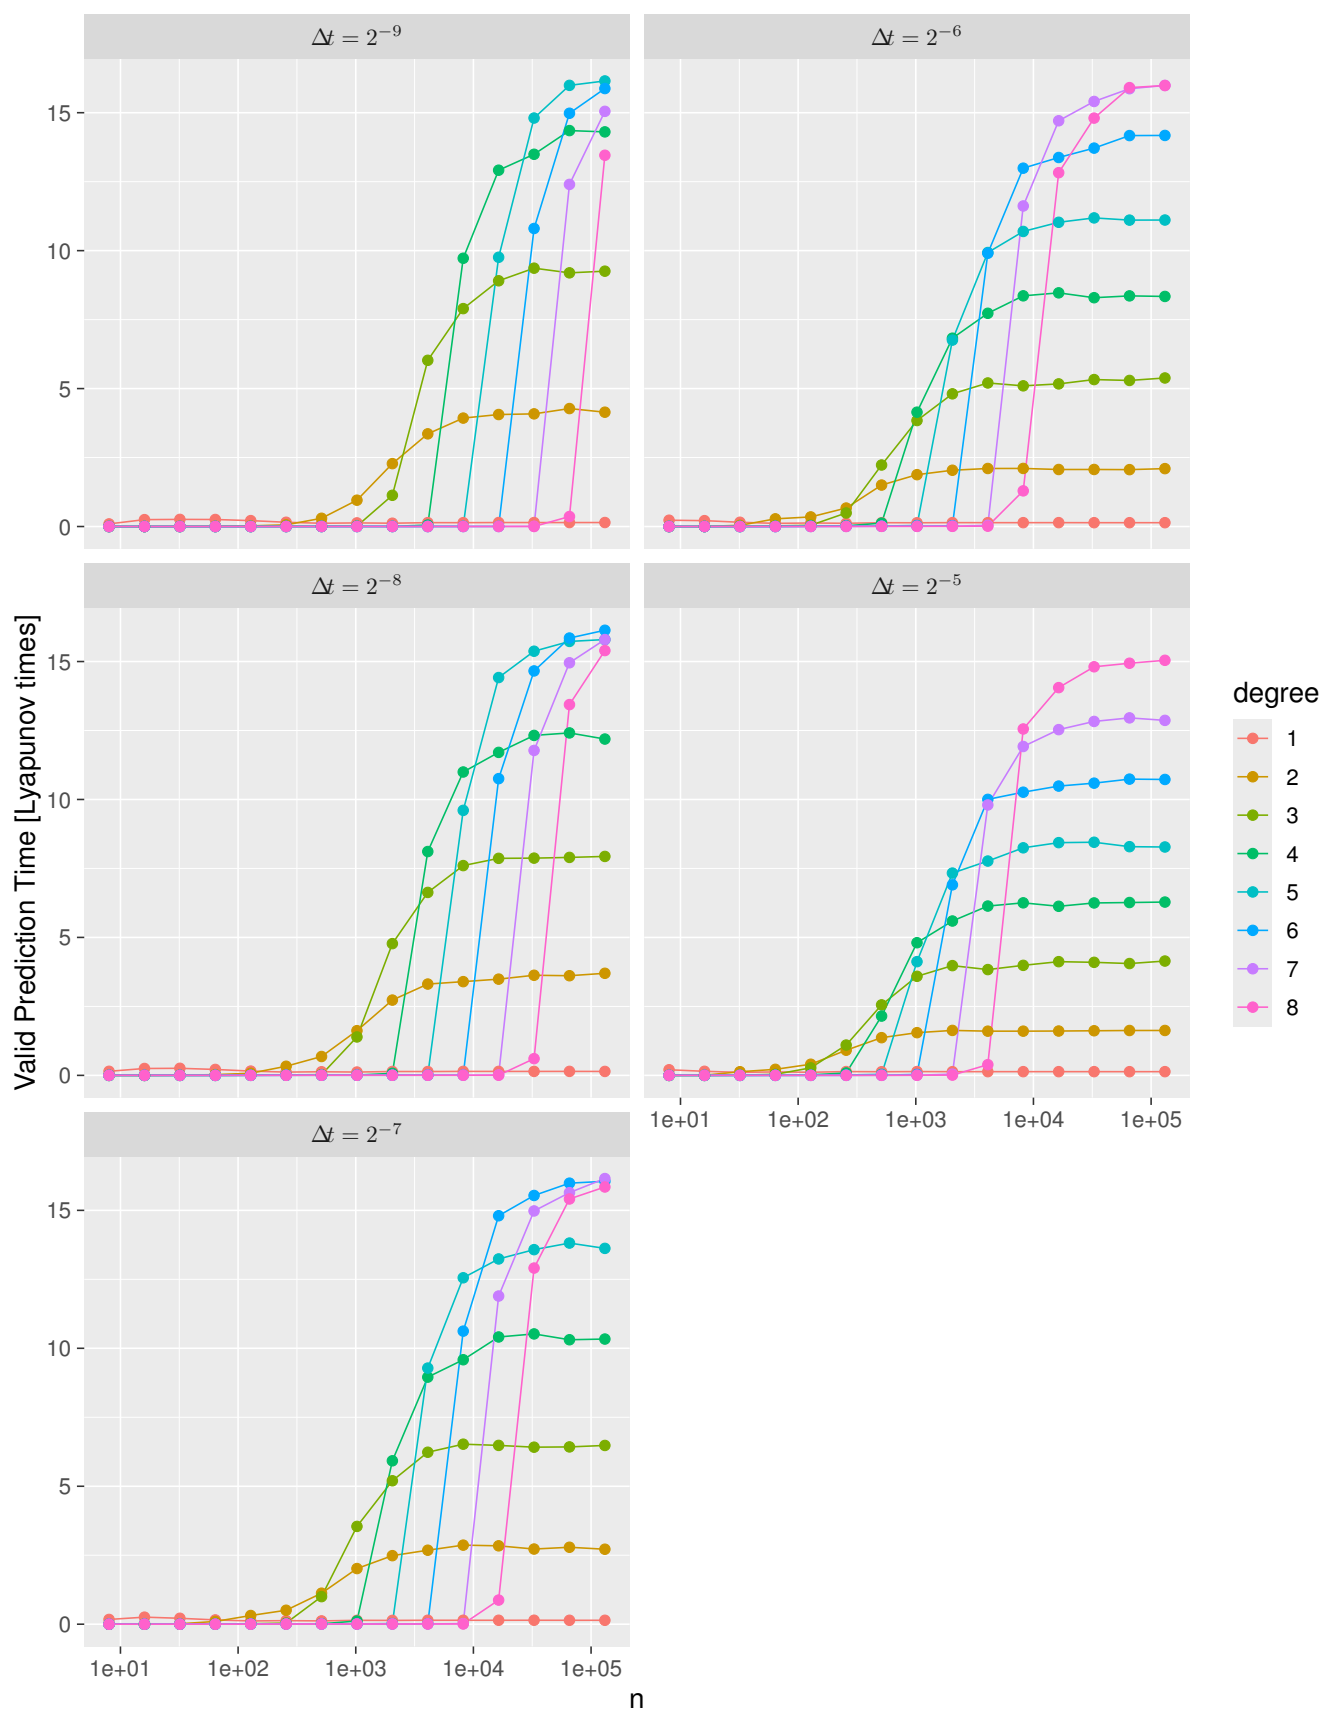 Δt = 2⁻⁹
Δt = 2⁻⁶
15
10
5
0
Δt = 2⁻⁸
Δt = 2⁻⁵
15
10
5
0
1e+01 1e+02 1e+03 1e+04 1e+05
Δt = 2⁻⁷
15
10
5
0
1e+01 1e+02 1e+03 1e+04 1e+05
n
Valid Prediction Time [Lyapunov times]
degree
1
2
3
4
5
6
7
8